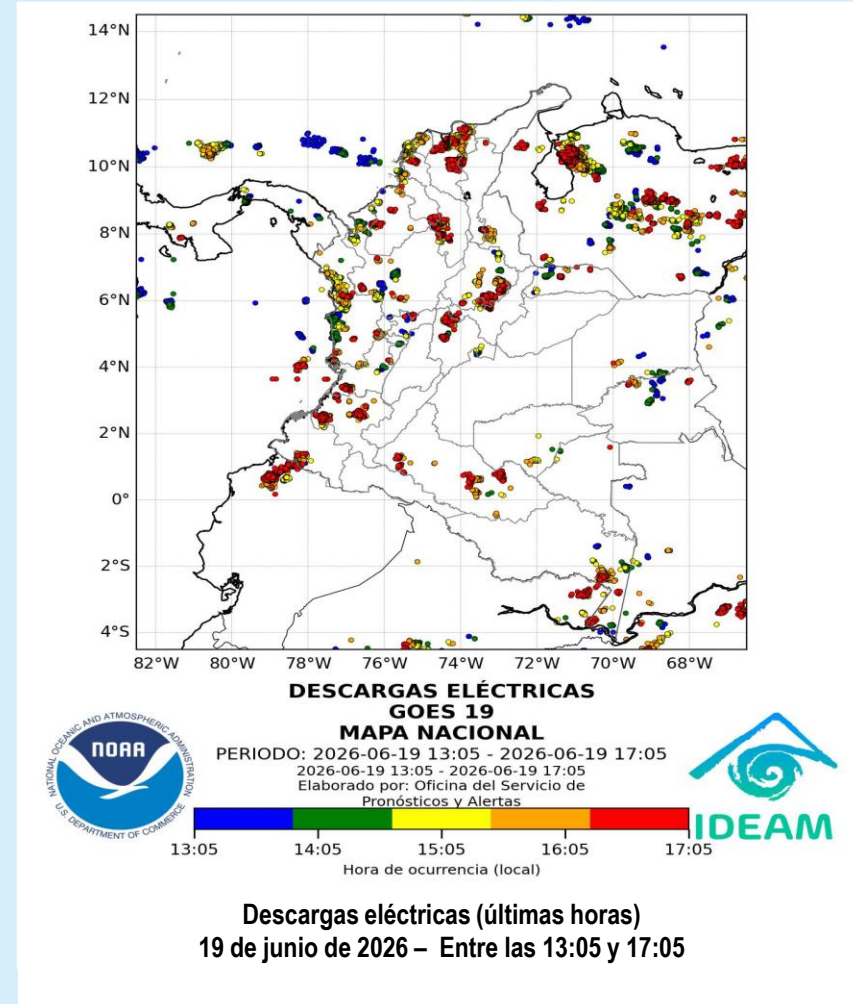 14°N
12°N
10°N
8°N
6°N
4°N
2°N
0°
2°S
4°S
82°W 80°W 78°W 76°W 74°W 72°W 70°W 68°W
DESCARGAS ELÉCTRICAS
GOES 19
MAPA NACIONAL
PERIODO: 2026-06-19 13:05 - 2026-06-19 17:05
2026-06-19 13:05 - 2026-06-19 17:05
Elaborado por: Oficina del Servicio de
Pronósticos y Alertas
NATIONAL OCEANIC AND ATMOSPHERIC ADMINISTRATION
NOAA
U.S. DEPARTMENT OF COMMERCE
IDEAM
13:05 14:05 15:05 16:05 17:05
Hora de ocurrencia (local)
Descargas eléctricas (últimas horas)
19 de junio de 2026 – Entre las 13:05 y 17:05